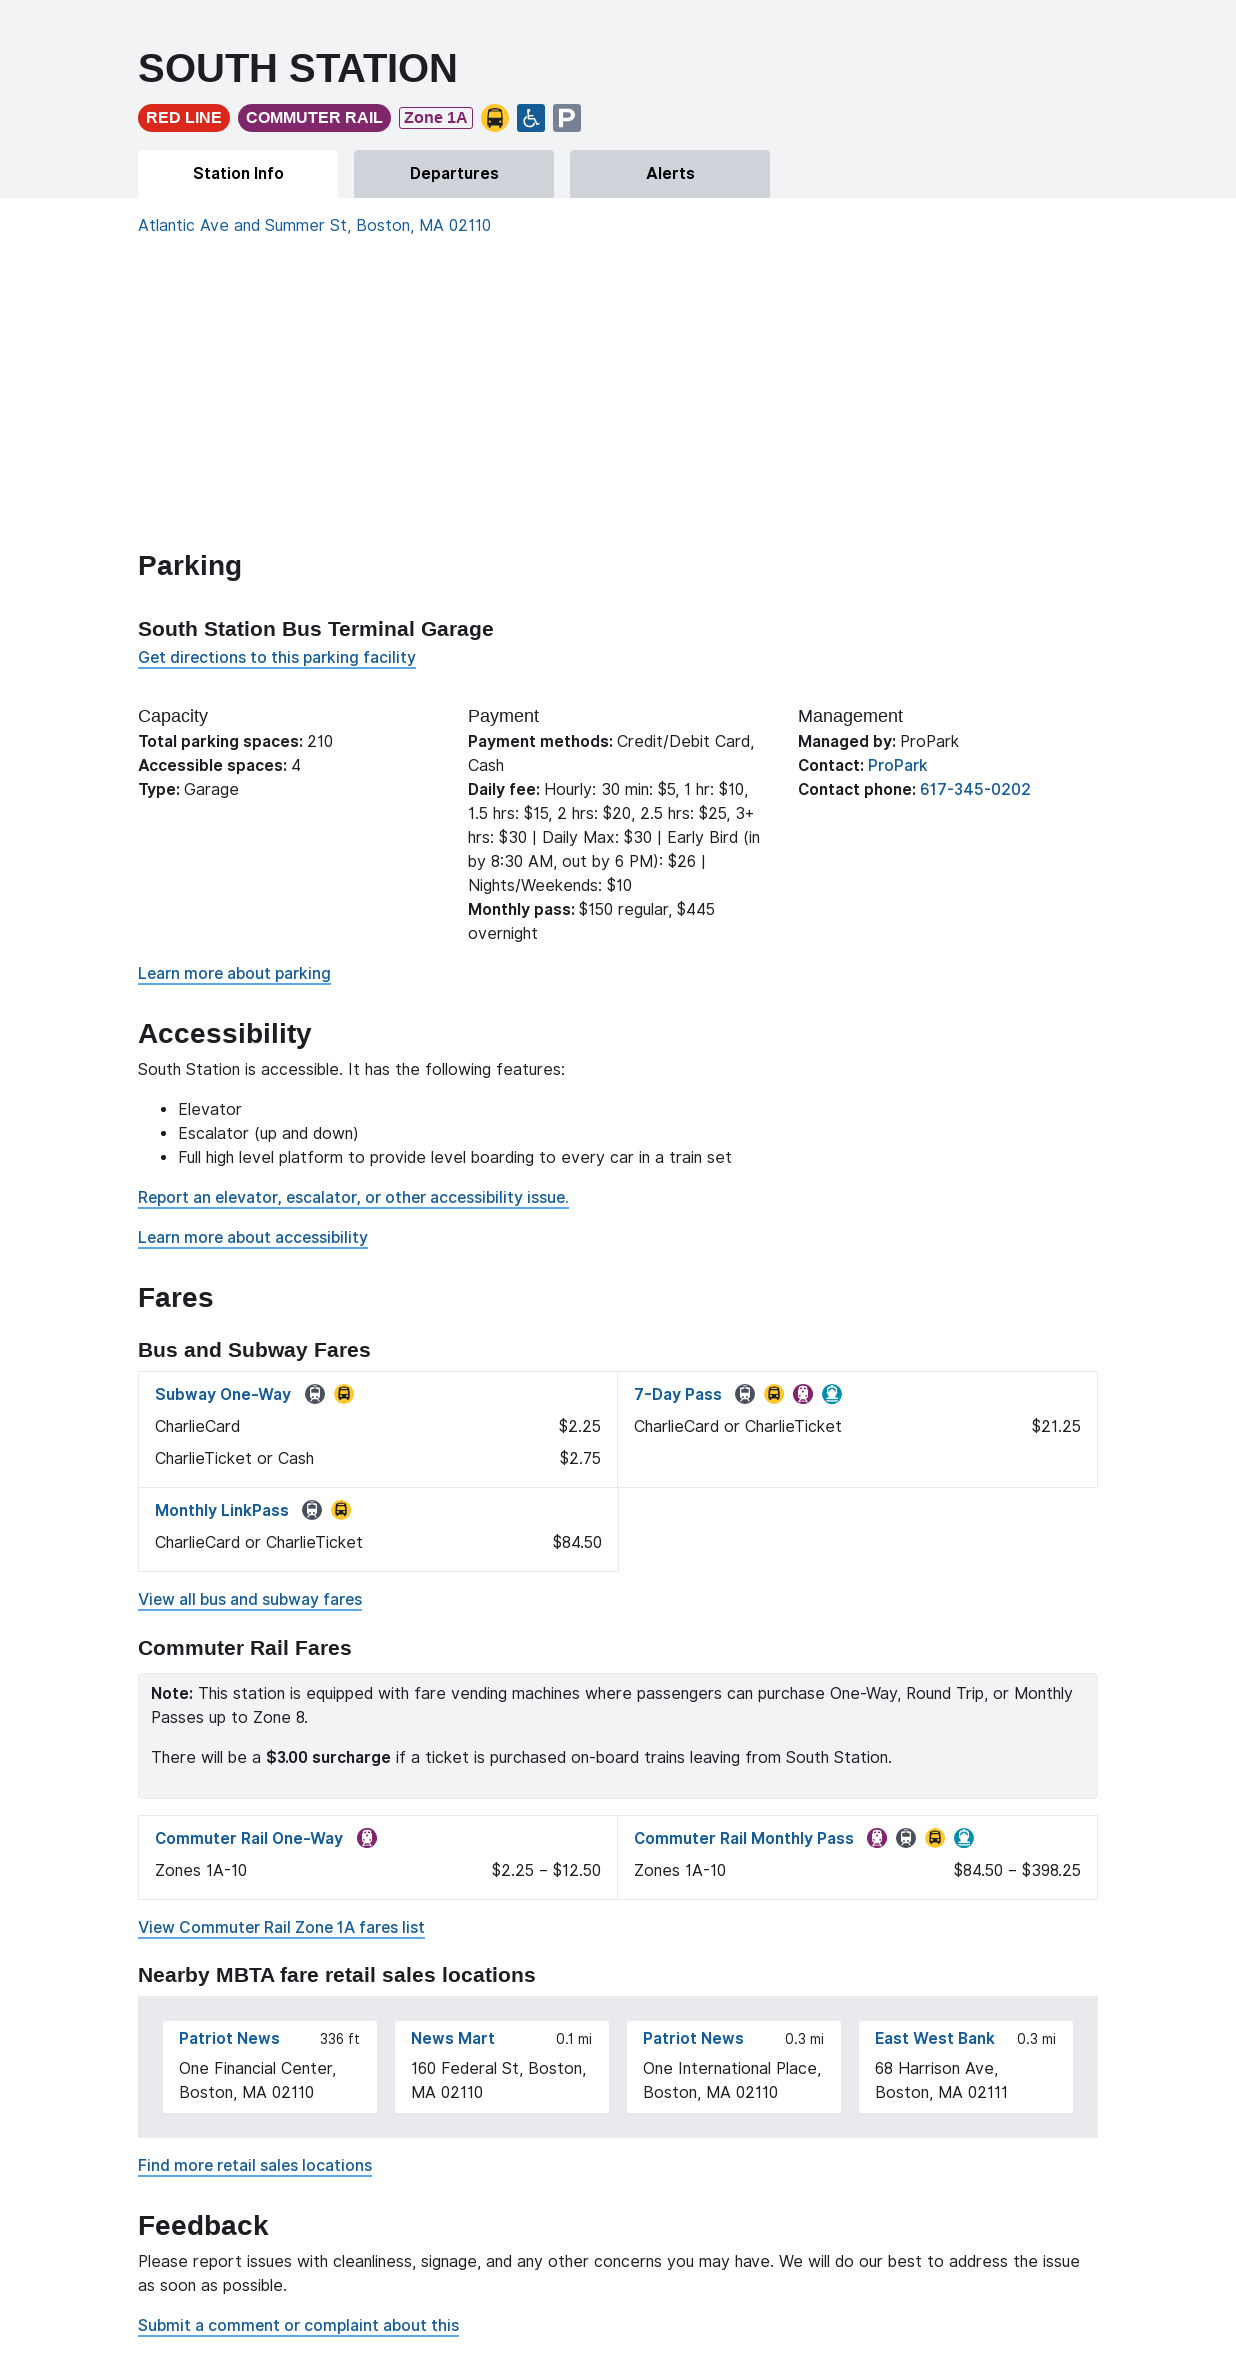 SOUTH STATION
RED LINE COMMUTER RAIL Zone 1A P
Station Info Departures Alerts
Atlantic Ave and Summer St, Boston, MA 02110
Parking
South Station Bus Terminal Garage
Get directions to this parking facility
Capacity
Total parking spaces: 210
Accessible spaces: 4
Type: Garage
Payment
Payment methods: Credit/Debit Card,
Cash
Daily fee: Hourly: 30 min: $5, 1 hr: $10,
1.5 hrs: $15, 2 hrs: $20, 2.5 hrs: $25, 3+
hrs: $30 | Daily Max: $30 | Early Bird (in
by 8:30 AM, out by 6 PM): $26 |
Nights/Weekends: $10
Monthly pass: $150 regular, $445
overnight
Management
Managed by: ProPark
Contact: ProPark
Contact phone: 617-345-0202
Learn more about parking
Accessibility
South Station is accessible. It has the following features:
• Elevator
• Escalator (up and down)
• Full high level platform to provide level boarding to every car in a train set
Report an elevator, escalator, or other accessibility issue.
Learn more about accessibility
Fares
Bus and Subway Fares
Subway One-Way
CharlieCard $2.25
CharlieTicket or Cash $2.75
7-Day Pass
CharlieCard or CharlieTicket $21.25
Monthly LinkPass
CharlieCard or CharlieTicket $84.50
View all bus and subway fares
Commuter Rail Fares
Note: This station is equipped with fare vending machines where passengers can purchase One-Way, Round Trip, or Monthly
Passes up to Zone 8.
There will be a $3.00 surcharge if a ticket is purchased on-board trains leaving from South Station.
Commuter Rail One-Way
Zones 1A-10 $2.25 – $12.50
Commuter Rail Monthly Pass
Zones 1A-10 $84.50 – $398.25
View Commuter Rail Zone 1A fares list
Nearby MBTA fare retail sales locations
Patriot News 336 ft
One Financial Center,
Boston, MA 02110
News Mart 0.1 mi
160 Federal St, Boston,
MA 02110
Patriot News 0.3 mi
One International Place,
Boston, MA 02110
East West Bank 0.3 mi
68 Harrison Ave,
Boston, MA 02111
Find more retail sales locations
Feedback
Please report issues with cleanliness, signage, and any other concerns you may have. We will do our best to address the issue
as soon as possible.
Submit a comment or complaint about this